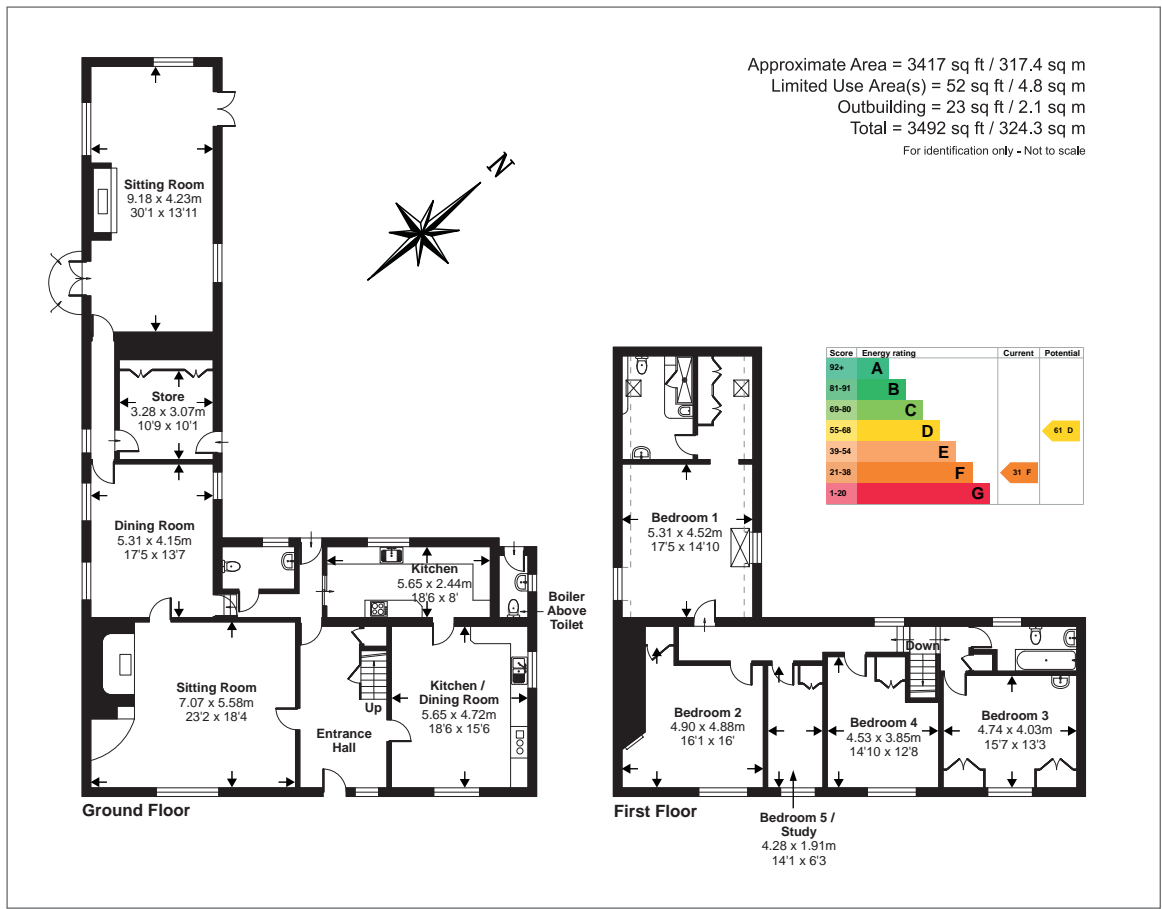 Approximate Area = 3417 sq ft / 317.4 sq m
Limited Use Area(s) = 52 sq ft / 4.8 sq m
Outbuilding = 23 sq ft / 2.1 sq m
Total = 3492 sq ft / 324.3 sq m
For identification only - Not to scale
N
Sitting Room
9.18 x 4.23m
30'1 x 13'11
Store
3.28 x 3.07m
10'9 x 10'1
Dining Room
5.31 x 4.15m
17'5 x 13'7
Kitchen
5.65 x 2.44m
18'6 x 8'
Boiler
Above
Toilet
Sitting Room
7.07 x 5.58m
23'2 x 18'4
Up
Entrance
Hall
Kitchen /
Dining Room
5.65 x 4.72m
18'6 x 15'6
Ground Floor
Bedroom 1
5.31 x 4.52m
17'5 x 14'10
Down
Bedroom 2
4.90 x 4.88m
16'1 x 16'
Bedroom 4
4.53 x 3.85m
14'10 x 12'8
Bedroom 3
4.74 x 4.03m
15'7 x 13'3
Bedroom 5 /
Study
4.28 x 1.91m
14'1 x 6'3
First Floor
Score Energy rating Current Potential
92+ A
81-91 B
69-80 C
55-68 D 61 D
39-54 E
21-38 F 31 F
1-20 G